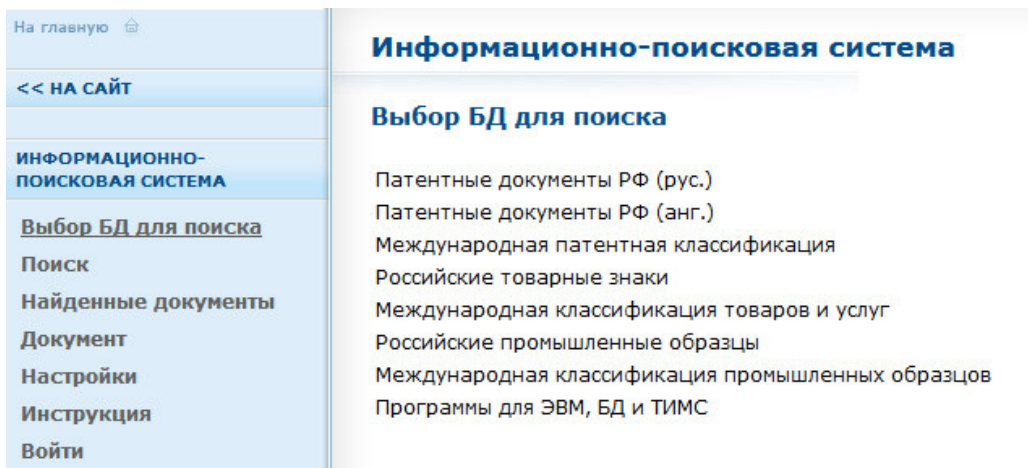 На главную
<< НА САЙТ
ИНФОРМАЦИОННО-
ПОИСКОВАЯ СИСТЕМА
Выбор БД для поиска
Поиск
Найденные документы
Документ
Настройки
Инструкция
Войти
Информационно-поисковая система
Выбор БД для поиска
Патентные документы РФ (рус.)
Патентные документы РФ (анг.)
Международная патентная классификация
Российские товарные знаки
Международная классификация товаров и услуг
Российские промышленные образцы
Международная классификация промышленных образцов
Программы для ЭВМ, БД и ТИМС